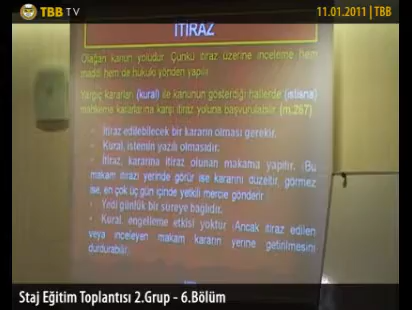 TBB TV
11.01.2011 | TBB
İTİRAZ
Olağan kanun yoludur. Çünkü itiraz üzerine inceleme hem
maddi hem de hukuki yönden yapılır.
Yargıç kararları (kural) ile kanunun gösterdiği hallerde (istisna)
mahkeme kararlarına karşı itiraz yoluna başvurulabilir. (m.267)
- İtiraz edilebilecek bir kararın olması gerekir.
- Kural, istemin yazılı olmasıdır.
- İtiraz, kararına itiraz olunan makama yapılır. (Bu
makam itirazı yerinde görür ise kararını düzeltir, görmez
ise, en çok üç gün içinde yetkili mercie gönderir.
- Yedi günlük bir süreye bağlıdır.
- Kural, engelleme etkisi yoktur. (Ancak itiraz edilen
veya inceleyen makam kararın yerine getirilmesini
durdurabilir.
Staj Eğitim Toplantısı 2.Grup - 6.Bölüm